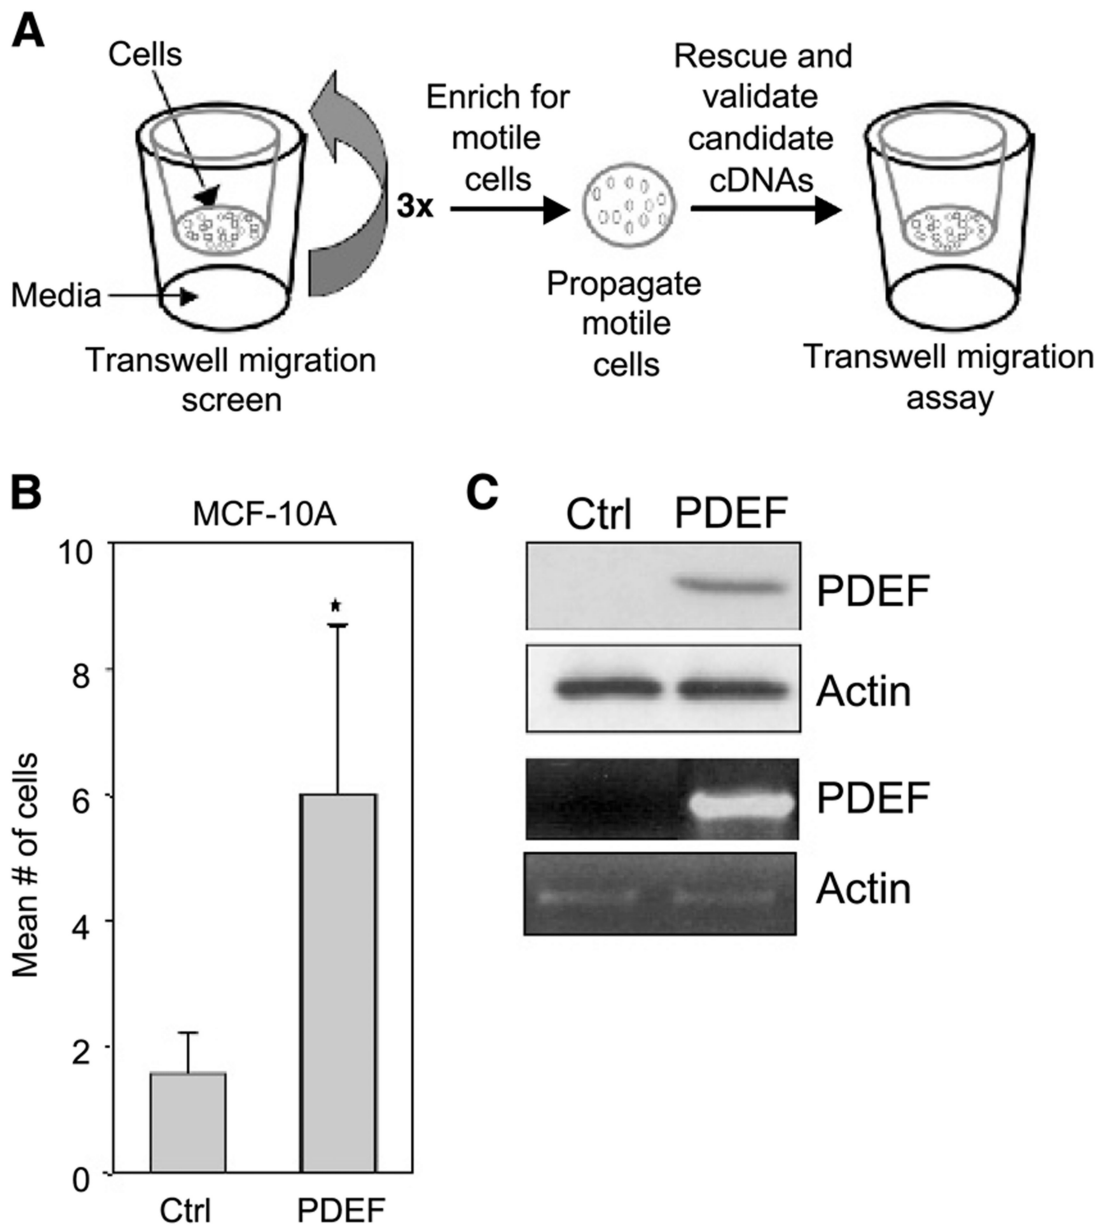 A
Cells
Media
Transwell migration
screen
3x
Enrich for
motile
cells
Propagate
motile
cells
Rescue and
validate
candidate
cDNAs
Transwell migration
assay
B
MCF-10A
Mean # of cells
10
8
6
4
2
0
*
Ctrl
PDEF
C
Ctrl PDEF
PDEF
Actin
PDEF
Actin